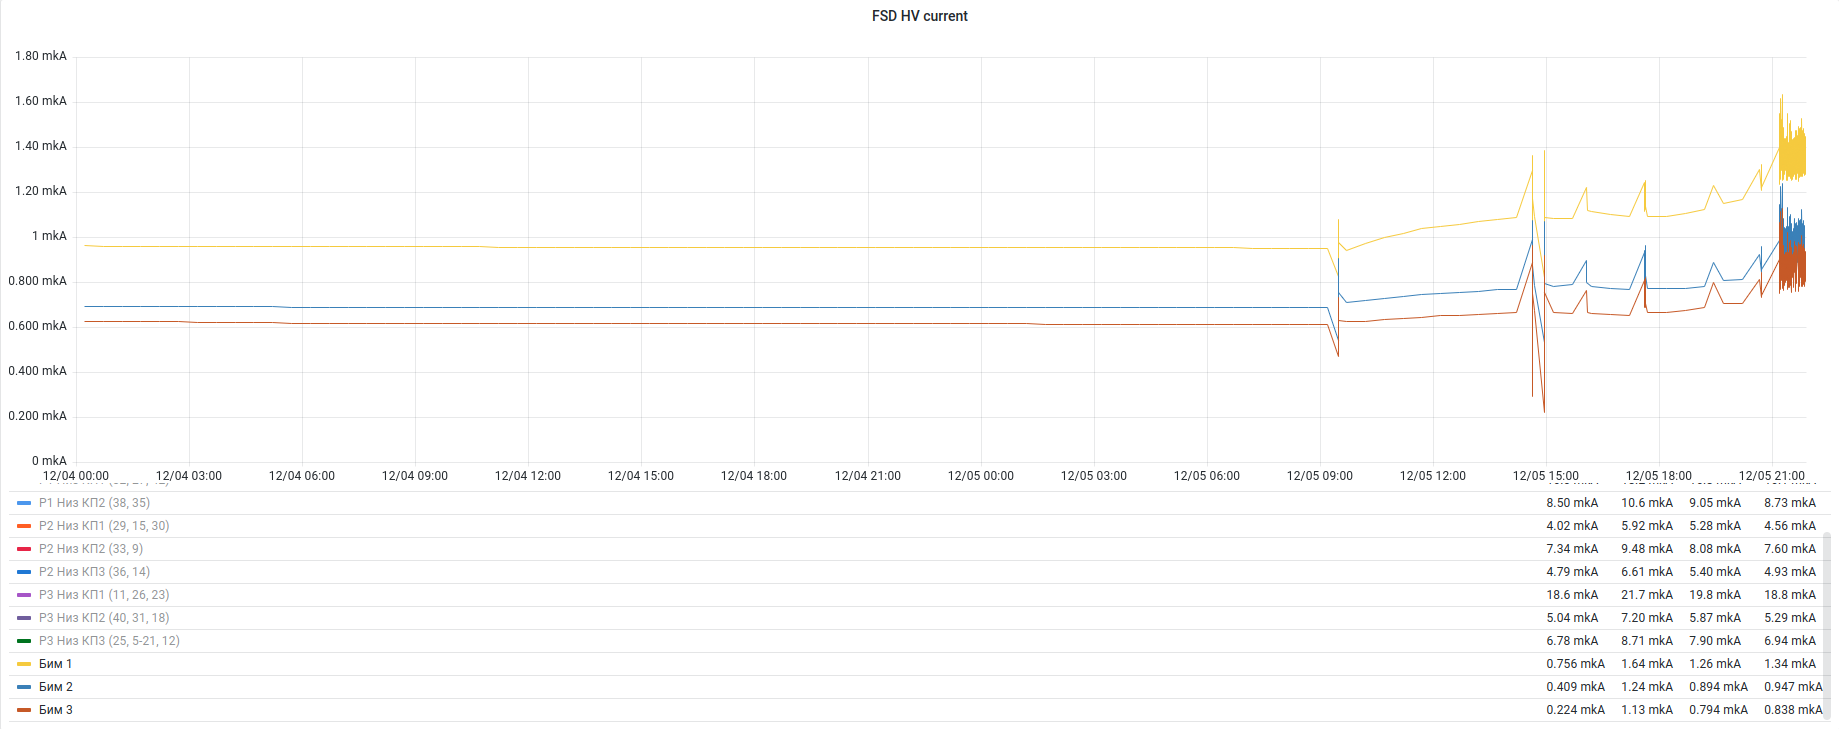 FSD HV current
1.80 mkA
1.60 mkA
1.40 mkA
1.20 mkA
1 mkA
0.800 mkA
0.600 mkA
0.400 mkA
0.200 mkA
0 mkA
12/04 00:00 12/04 03:00 12/04 06:00 12/04 09:00 12/04 12:00 12/04 15:00 12/04 18:00 12/04 21:00 12/05 00:00 12/05 03:00 12/05 06:00 12/05 09:00 12/05 12:00 12/05 15:00 12/05 18:00 12/05 21:00
P1 Низ КП2 (38, 35) 8.50 mkA 10.6 mkA 9.05 mkA 8.73 mkA
P2 Низ КП1 (29, 15, 30) 4.02 mkA 5.92 mkA 5.28 mkA 4.56 mkA
P2 Низ КП2 (33, 9) 7.34 mkA 9.48 mkA 8.08 mkA 7.60 mkA
P2 Низ КП3 (36, 14) 4.79 mkA 6.61 mkA 5.40 mkA 4.93 mkA
P3 Низ КП1 (11, 26, 23) 18.6 mkA 21.7 mkA 19.8 mkA 18.8 mkA
P3 Низ КП2 (40, 31, 18) 5.04 mkA 7.20 mkA 5.87 mkA 5.29 mkA
P3 Низ КП3 (25, 5-21, 12) 6.78 mkA 8.71 mkA 7.90 mkA 6.94 mkA
Бим 1 0.756 mkA 1.64 mkA 1.26 mkA 1.34 mkA
Бим 2 0.409 mkA 1.24 mkA 0.894 mkA 0.947 mkA
Бим 3 0.224 mkA 1.13 mkA 0.794 mkA 0.838 mkA